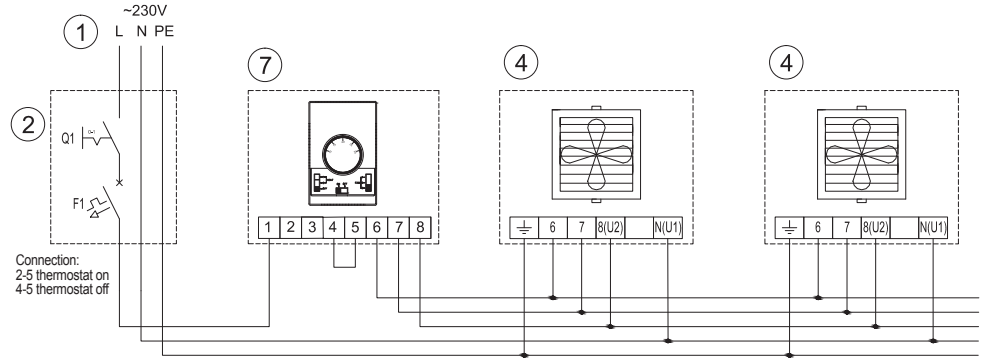 ~230V
1
L N PE
7
4
4
2
Q1
F1
1 2 3 4 5 6 7 8
6 7 8(U2) N(U1)
6 7 8(U2) N(U1)
Connection:
2-5 thermostat on
4-5 thermostat off